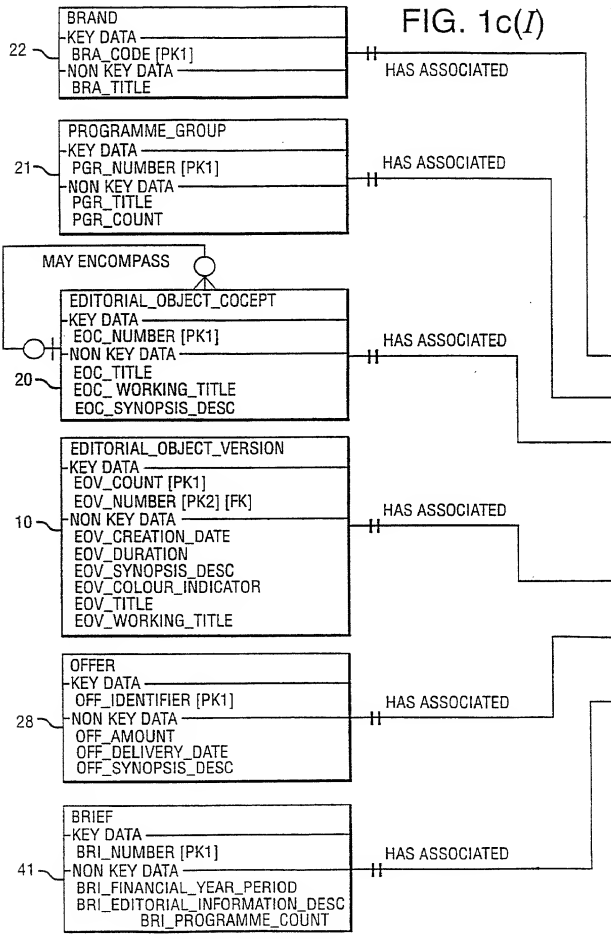 FIG. 1c(I)
BRAND
KEY DATA
BRA_CODE [PK1]
NON KEY DATA
BRA_TITLE
22
HAS ASSOCIATED
PROGRAMME_GROUP
KEY DATA
PGR_NUMBER [PK1]
NON KEY DATA
PGR_TITLE
PGR_COUNT
21
HAS ASSOCIATED
MAY ENCOMPASS
EDITORIAL_OBJECT_COCEPT
KEY DATA
EOC_NUMBER [PK1]
NON KEY DATA
EOC_TITLE
EOC_ WORKING_TITLE
EOC_SYNOPSIS_DESC
20
HAS ASSOCIATED
EDITORIAL_OBJECT_VERSION
KEY DATA
EOV_COUNT [PK1]
EOV_NUMBER [PK2] [FK]
NON KEY DATA
EOV_CREATION_DATE
EOV_DURATION
EOV_SYNOPSIS_DESC
EOV_COLOUR_INDICATOR
EOV_TITLE
EOV_WORKING_TITLE
10
HAS ASSOCIATED
OFFER
KEY DATA
OFF_IDENTIFIER [PK1]
NON KEY DATA
OFF_AMOUNT
OFF_DELIVERY_DATE
OFF_SYNOPSIS_DESC
28
HAS ASSOCIATED
BRIEF
KEY DATA
BRI_NUMBER [PK1]
NON KEY DATA
BRI_FINANCIAL_YEAR_PERIOD
BRI_EDITORIAL_INFORMATION_DESC
BRI_PROGRAMME_COUNT
41
HAS ASSOCIATED